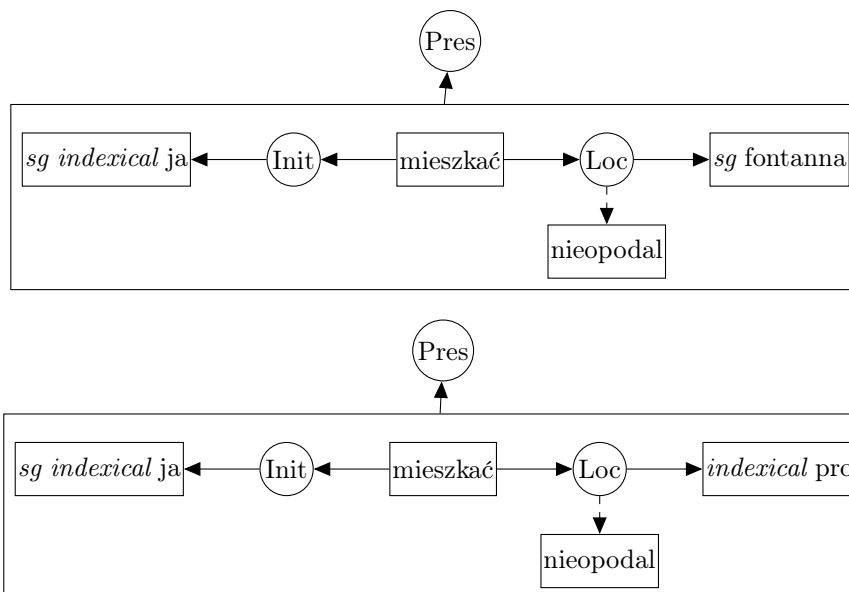 Pres
sg indexical ja Init mieszkać Loc sg fontanna
nieopodal
Pres
sg indexical ja Init mieszkać Loc indexical pro
nieopodal